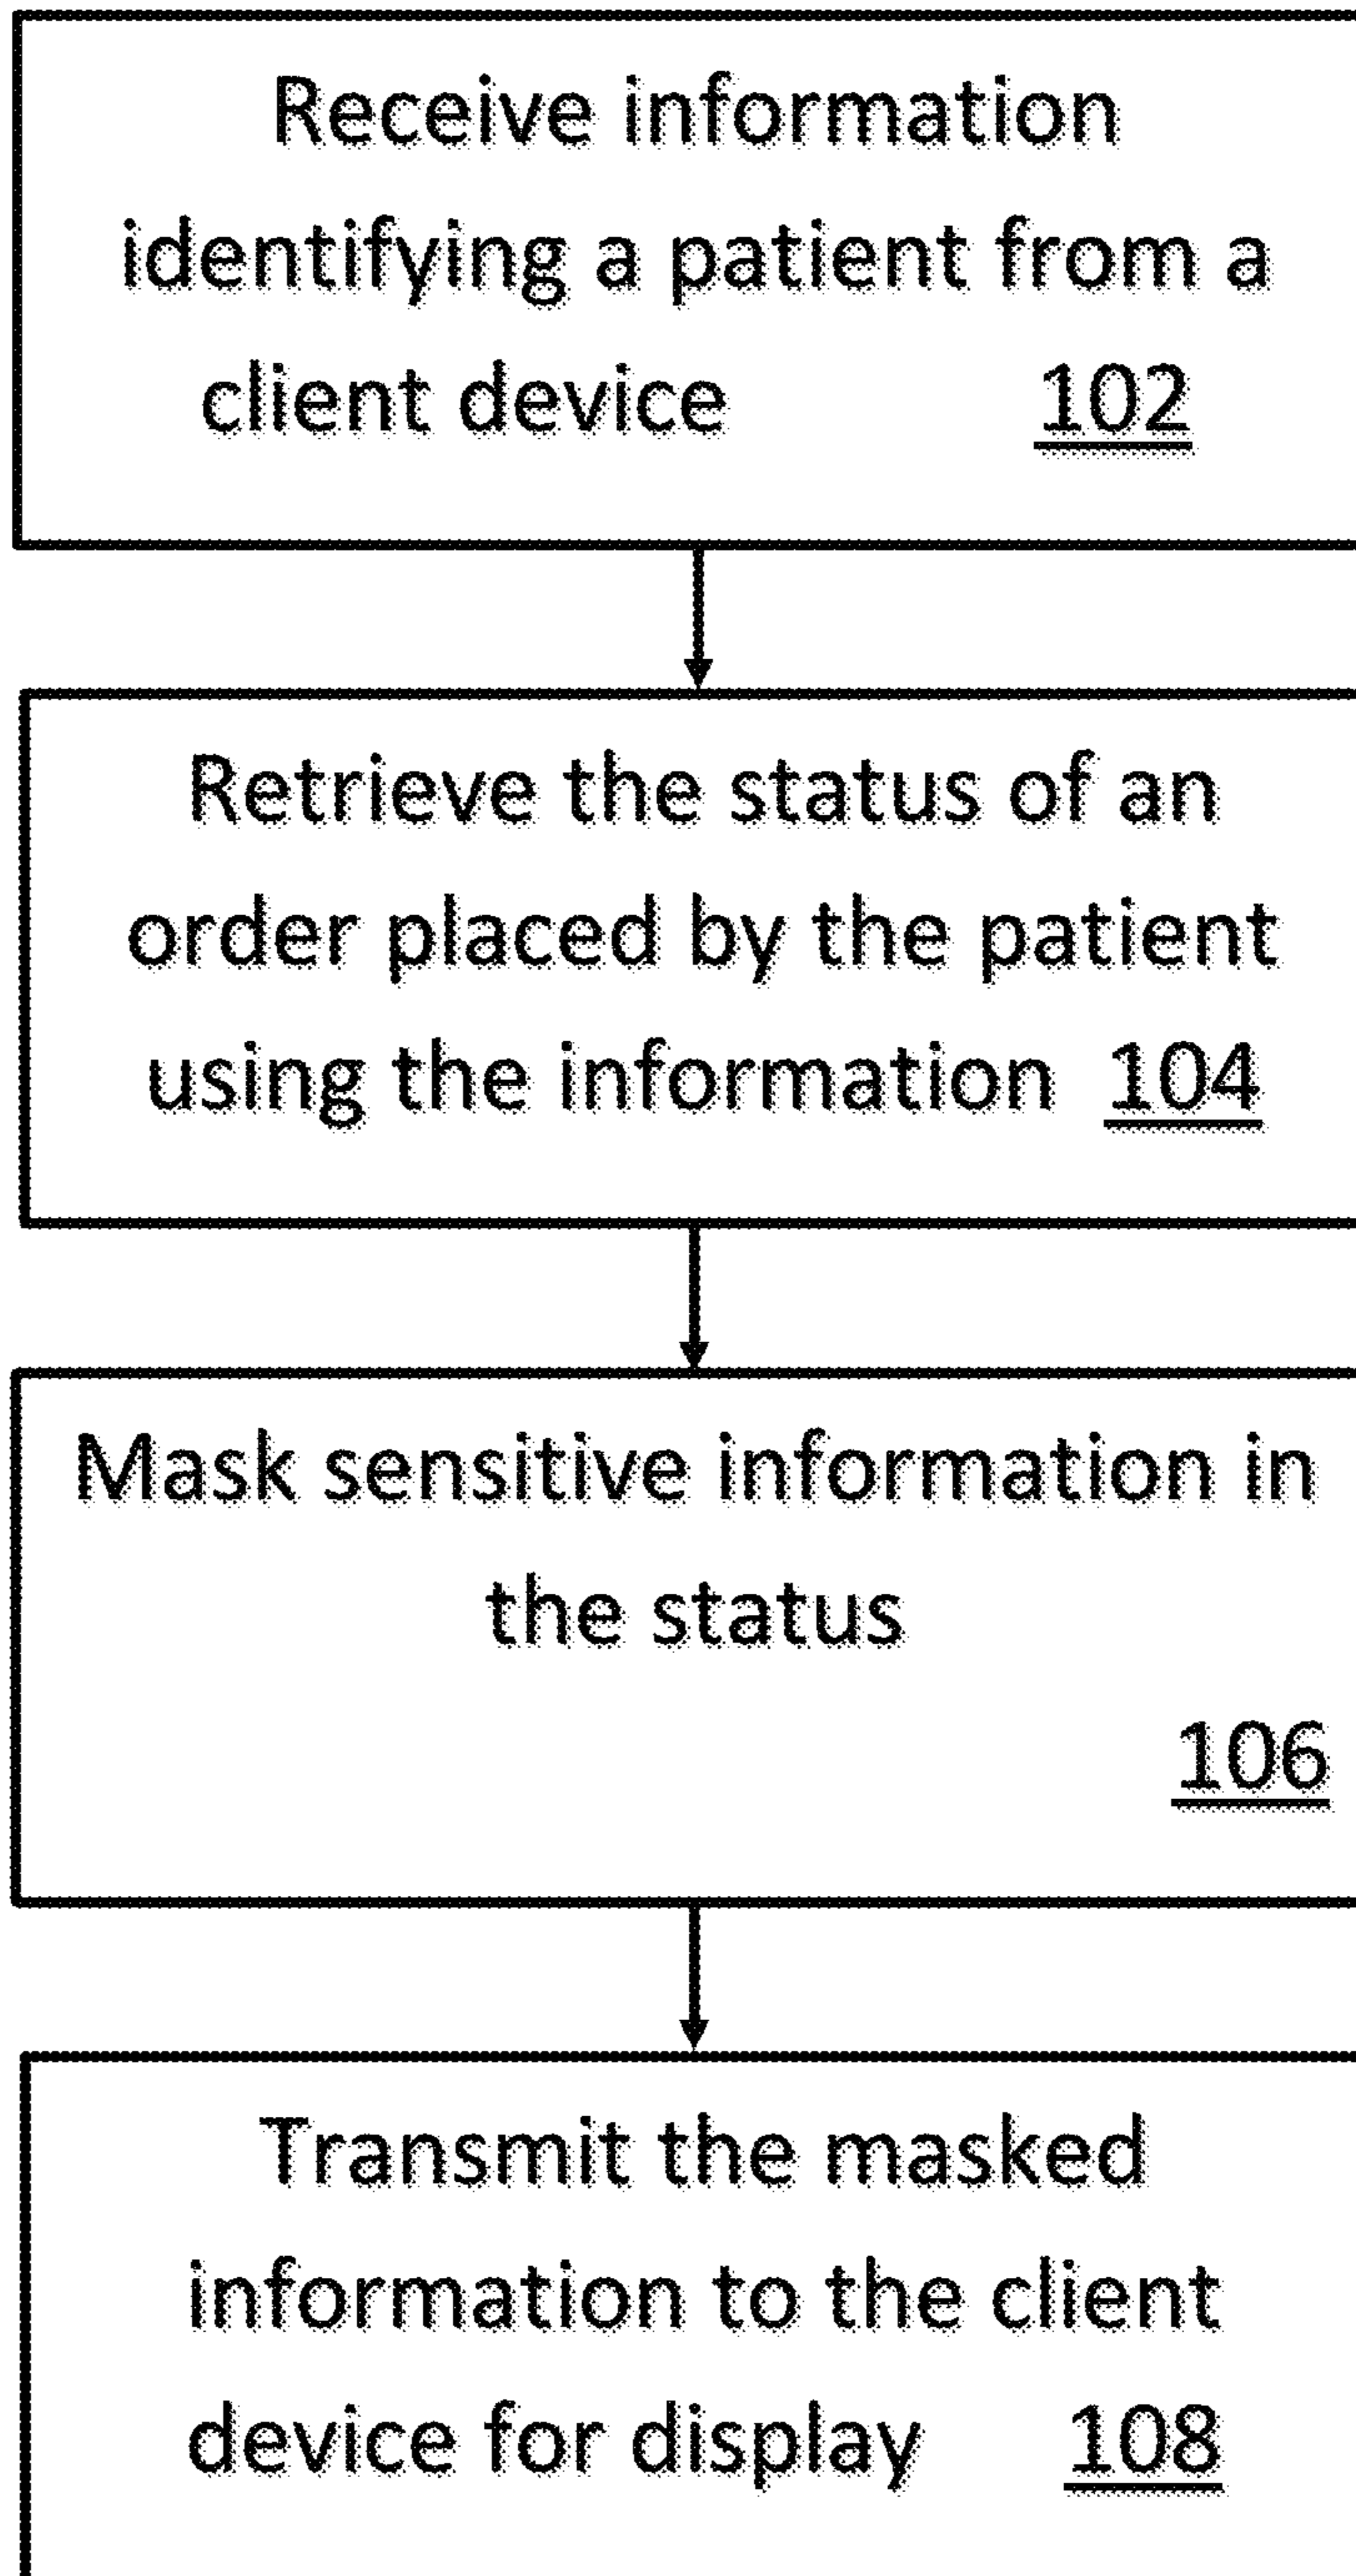 Receive information
identifying a patient from a
client device 102
Retrieve the status of an
order placed by the patient
using the information 104
Mask sensitive information in
the status
106
Transmit the masked
information to the client
device for display 108